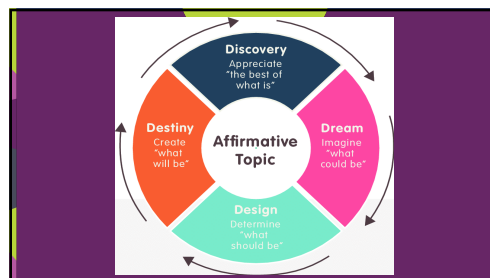 Discovery
Appreciate
"the best of
what is"
Destiny
Create
"what
will be"
Affirmative
Topic
Dream
Imagine
"what
could be"
Design
Determine
"what
should be"